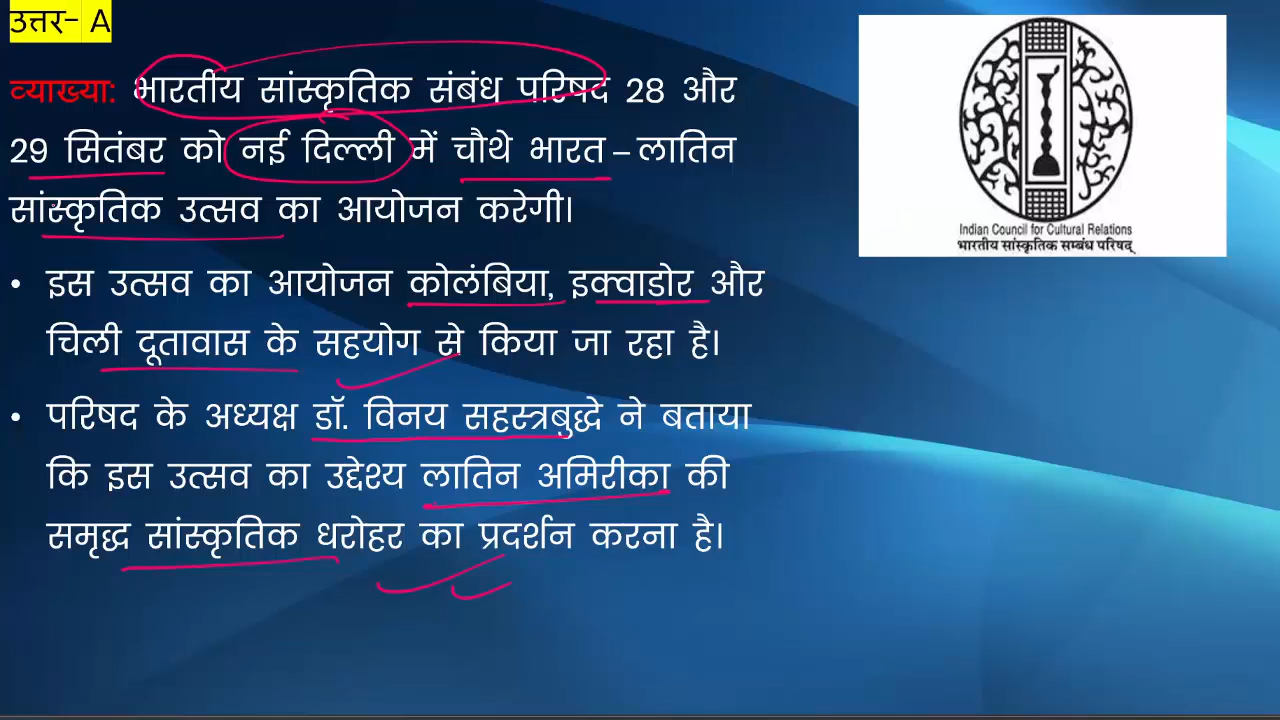 उत्तर– A
व्याख्या: भारतीय सांस्कृतिक संबंध परिषद 28 और
29 सितंबर को नई दिल्ली में चौथे भारत – लातिन
सांस्कृतिक उत्सव का आयोजन करेगी।
• इस उत्सव का आयोजन कोलंबिया, इक्वाडोर और
चिली दूतावास के सहयोग से किया जा रहा है।
• परिषद के अध्यक्ष डॉ. विनय सहस्त्रबुद्धे ने बताया
कि इस उत्सव का उद्देश्य लातिन अमिरीका की
समृद्ध सांस्कृतिक धरोहर का प्रदर्शन करना है।
Indian Council for Cultural Relations
भारतीय सांस्कृतिक सम्बंध परिषद्